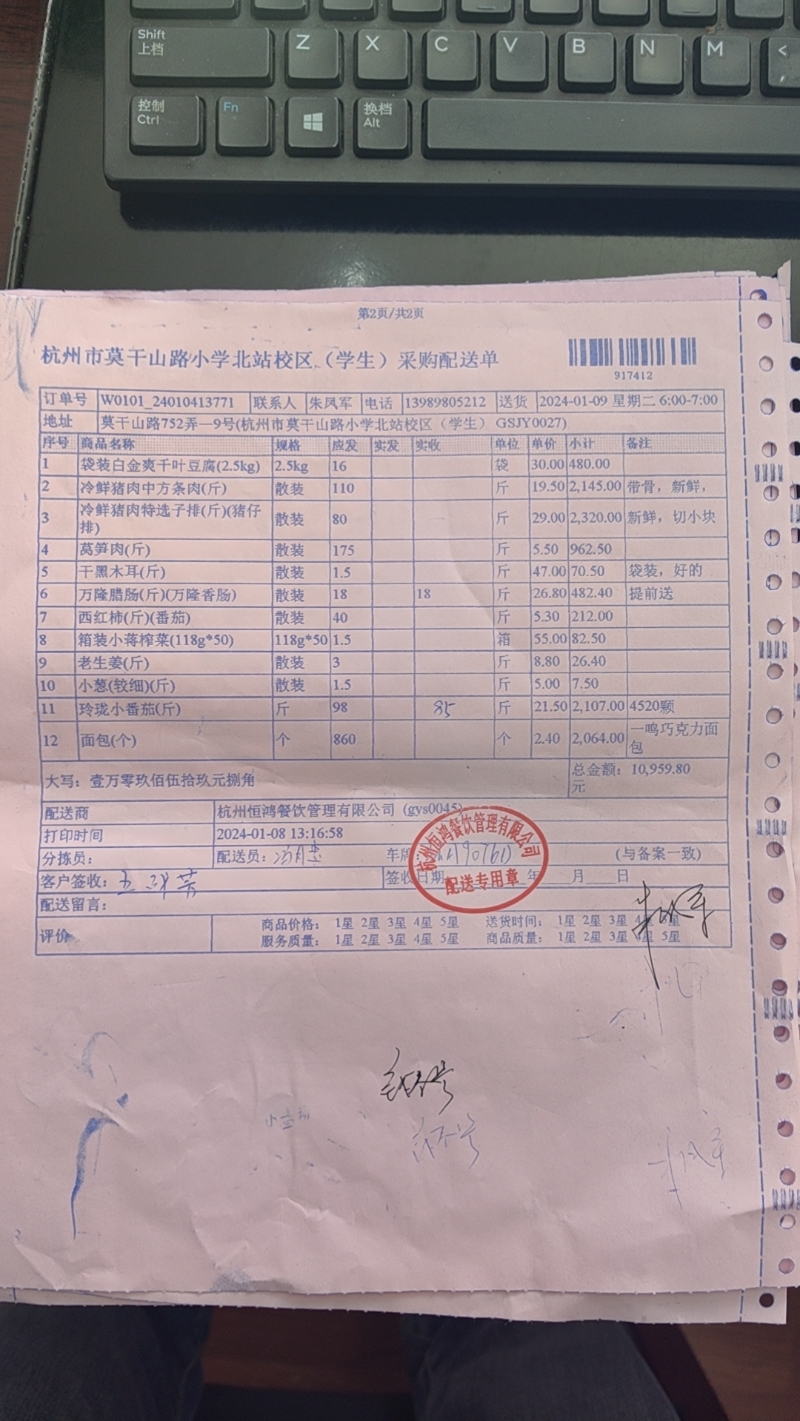 Shift
上档
Z X C V B N M <
控制
Ctrl
Fn
换档
Alt
第2页/共2页
杭州市莫干山路小学北站校区（学生）采购配送单
917412
订单号 W0101_24010413771 联系人 朱凤军 电话 13989805212 送货 2024-01-09 星期二 6:00-7:00
地址 莫干山路752弄一9号(杭州市莫干山路小学北站校区（学生） GSJY0027)
序号 商品名称 规格 应发 实发 实收 单位 单价 小计 备注
1 袋装白金爽千叶豆腐(2.5kg) 2.5kg 16 袋 30.00 480.00
2 冷鲜猪肉中方条肉(斤) 散装 110 斤 19.50 2,145.00 带骨，新鲜，
3 冷鲜猪肉特选子排(斤)(猪仔排) 散装 80 斤 29.00 2,320.00 新鲜，切小块
4 莴笋肉(斤) 散装 175 斤 5.50 962.50
5 干黑木耳(斤) 散装 1.5 斤 47.00 70.50 袋装，好的
6 万隆腊肠(斤)(万隆香肠) 散装 18 18 斤 26.80 482.40 提前送
7 西红柿(斤)(番茄) 散装 40 斤 5.30 212.00
8 箱装小蒋榨菜(118g*50) 118g*50 1.5 箱 55.00 82.50
9 老生姜(斤) 散装 3 斤 8.80 26.40
10 小葱(较细)(斤) 散装 1.5 斤 5.00 7.50
11 玲珑小番茄(斤) 斤 98 95 斤 21.50 2,107.00 4520颗
12 面包(个) 个 860 个 2.40 2,064.00 一鸣巧克力面包
大写：壹万零玖佰伍拾玖元捌角 总金额：10,959.80元
配送商 杭州恒鸿餐饮管理有限公司 (gys0045)
打印时间 2024-01-08 13:16:58
分拣员： 配送员： 车牌： (与备案一致)
客户签收： 签收日期 年 月 日
配送留言：
杭州恒鸿餐饮管理有限公司
配送专用章
评价 商品价格： 1星 2星 3星 4星 5星 送货时间： 1星 2星 3星 4星 5星
服务质量： 1星 2星 3星 4星 5星 商品质量： 1星 2星 3星 4星 5星